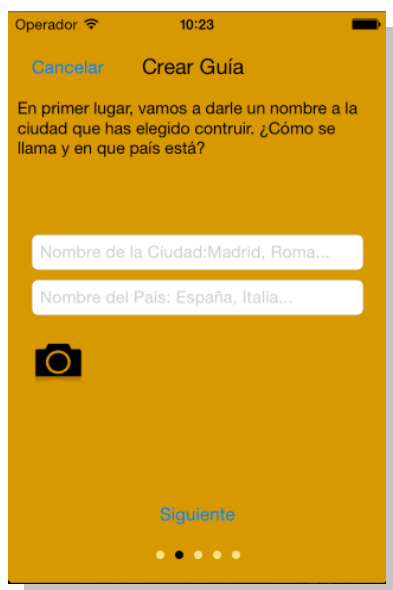 Operador 10:23
Cancelar Crear Guía
En primer lugar, vamos a darle un nombre a la
ciudad que has elegido contruir. ¿Cómo se
llama y en que país está?
Nombre de la Ciudad:Madrid, Roma...
Nombre del País: España, Italia...
Siguiente